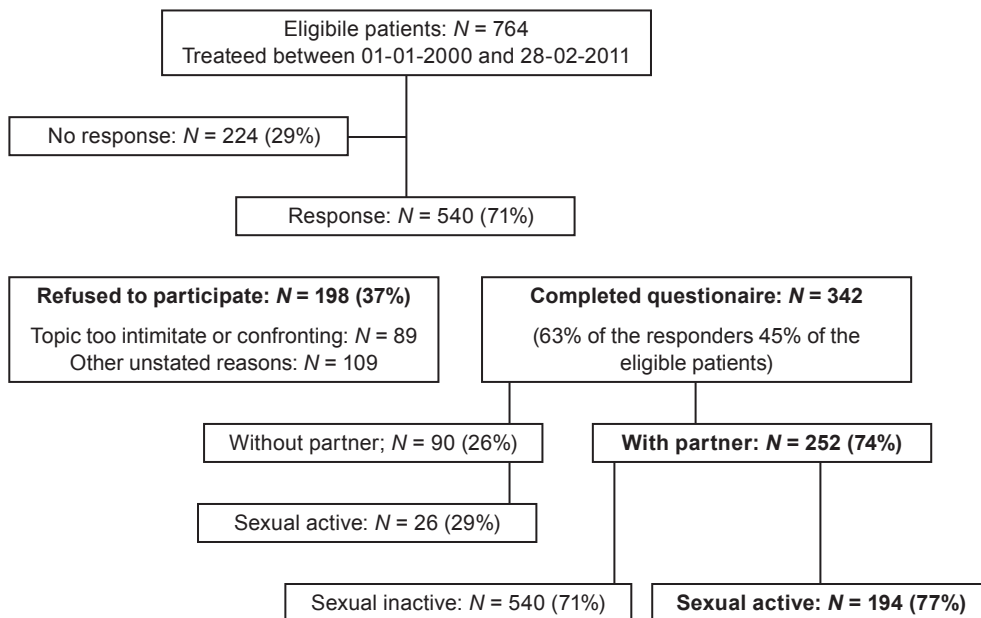 Eligibile patients: N = 764
Treateed between 01-01-2000 and 28-02-2011
No response: N = 224 (29%)
Response: N = 540 (71%)
Refused to participate: N = 198 (37%)
Topic too intimitate or confronting: N = 89
Other unstated reasons: N = 109
Completed questionaire: N = 342
(63% of the responders 45% of the
eligible patients)
Without partner; N = 90 (26%)
With partner: N = 252 (74%)
Sexual active: N = 26 (29%)
Sexual inactive: N = 540 (71%)
Sexual active: N = 194 (77%)